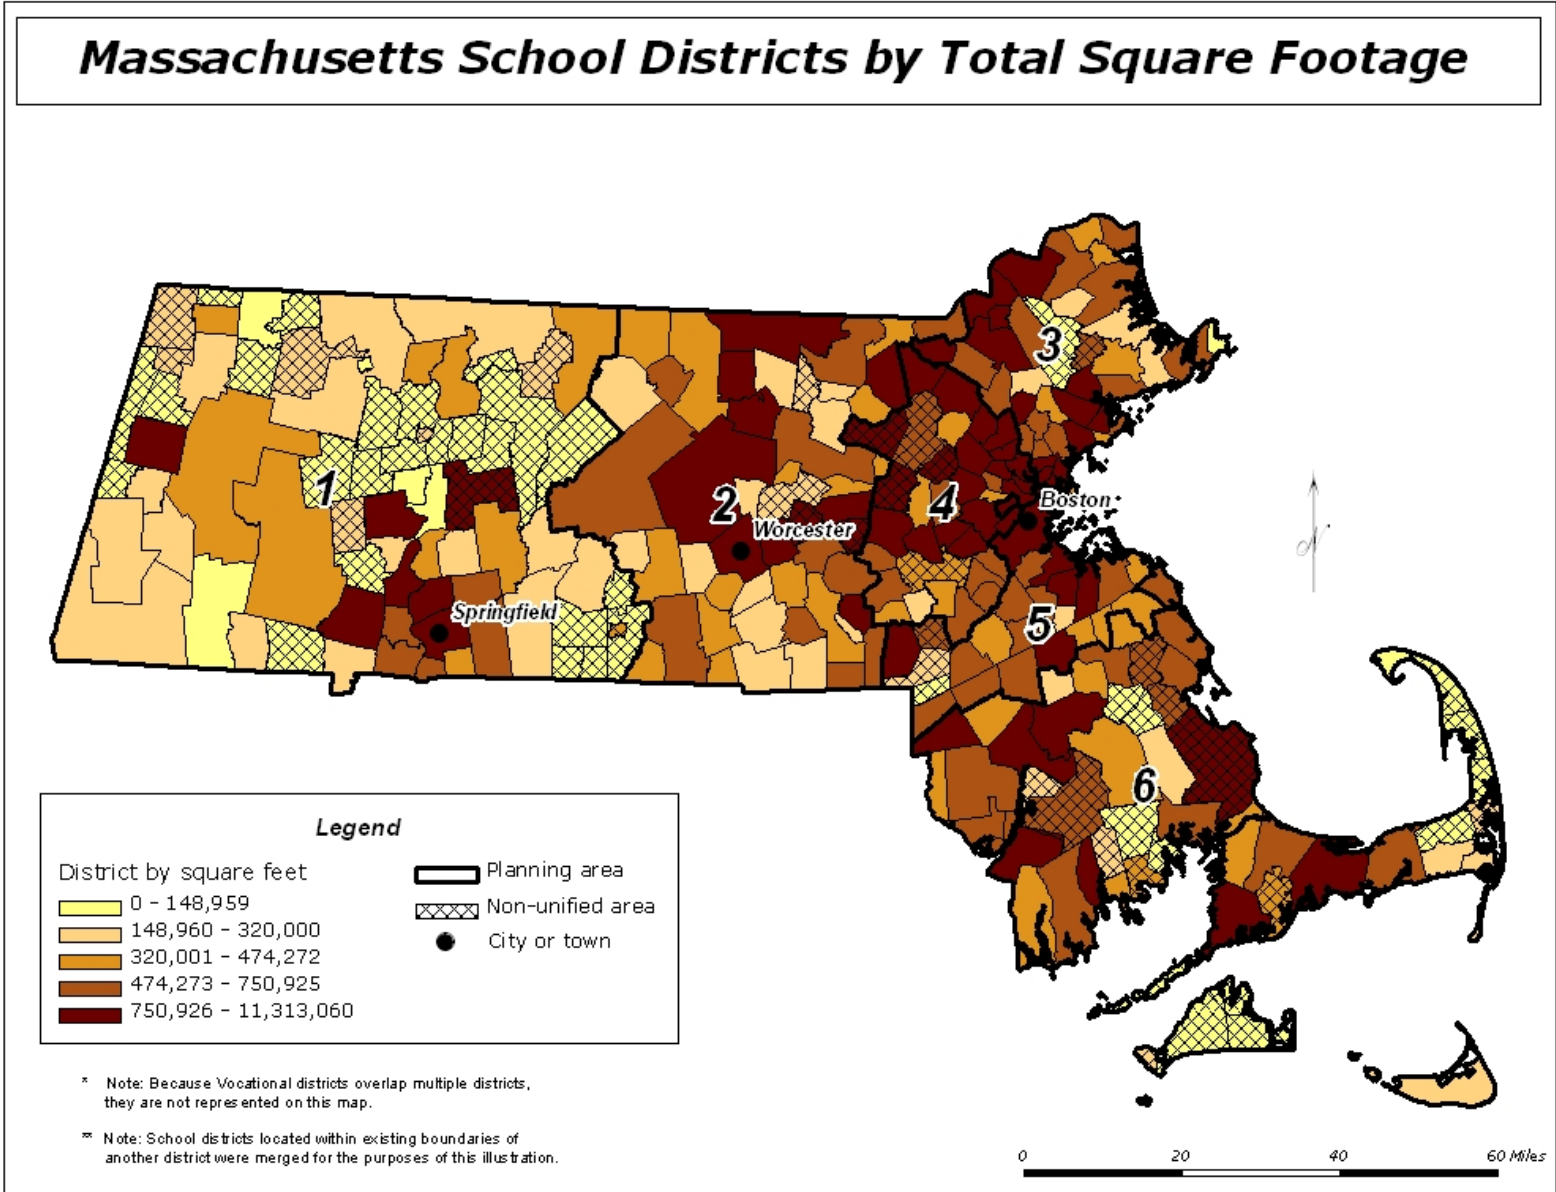 Massachusetts School Districts by Total Square Footage
3
1
2
4
Boston
Worcester
Springfield
5
6
Legend
District by square feet
0 - 148,959
148,960 - 320,000
320,001 - 474,272
474,273 - 750,925
750,926 - 11,313,060
Planning area
Non-unified area
City or town
* Note: Because Vocational districts overlap multiple districts,
they are not represented on this map.
** Note: School districts located within existing boundaries of
another district were merged for the purposes of this illustration.
0 20 40 60 Miles